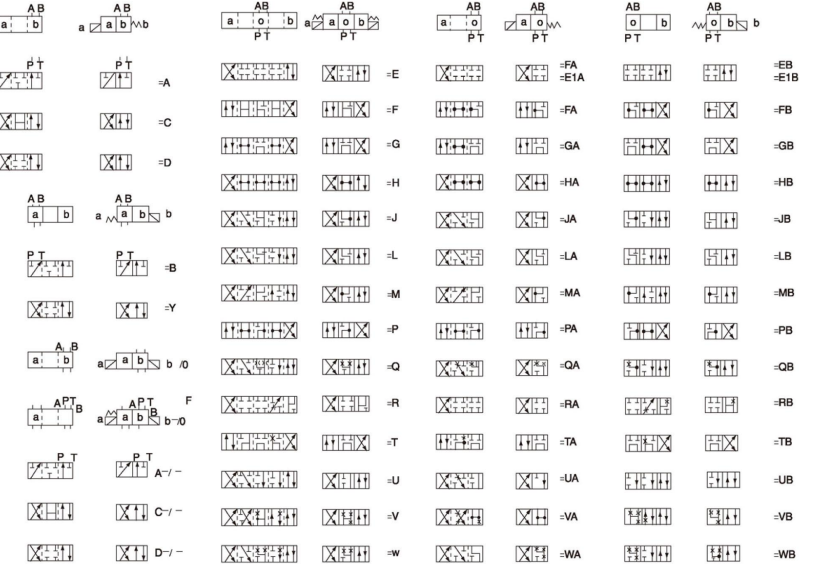 A B A B AB AB AB AB AB AB
a b a a b b a o b a a o b a o a a o o b o b b
P T P T P T P T P T P T
P T P T
=A =E =FA =EB
=E1A =E1B
=F =FA =FB
=C
=G =GA =GB
=D
=H =HA =HB
A B A B
a b a a b b =J =JA =JB
P T P T =L =LA =LB
=B
=M =MA =MB
=Y
=P =PA =PB
A B
a b a a b b /0 =Q =QA =QB
A P T B A P T B F =R =RA =RB
a b a a b b–/0
=T =TA =TB
P T P T
A–/ – =U =UA =UB
C–/ – =V =VA =VB
D–/ – =w =WA =WB